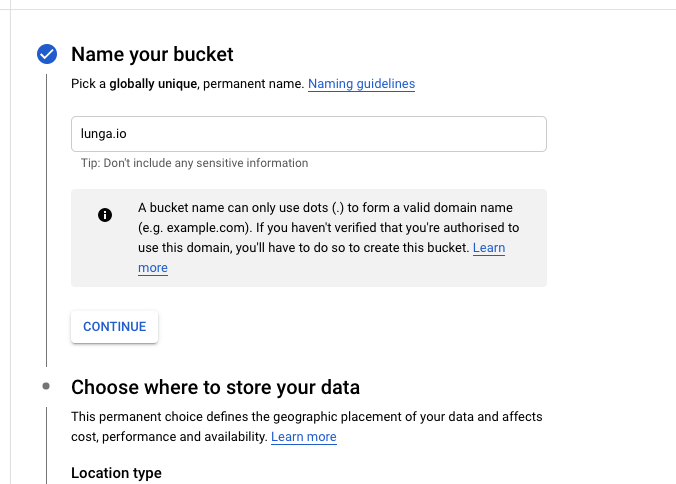 Name your bucket
Pick a globally unique, permanent name. Naming guidelines
lunga.io
Tip: Don't include any sensitive information
A bucket name can only use dots (.) to form a valid domain name
(e.g. example.com). If you haven't verified that you're authorised to
use this domain, you'll have to do so to create this bucket. Learn
more
CONTINUE
Choose where to store your data
This permanent choice defines the geographic placement of your data and affects
cost, performance and availability. Learn more
Location type